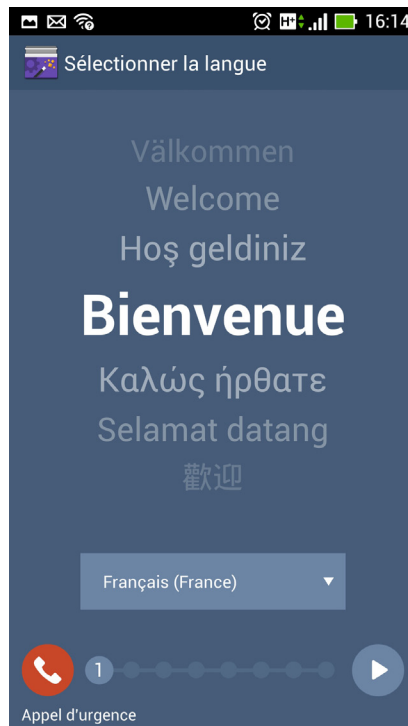 H+ 16:14
Sélectionner la langue
Välkommen
Welcome
Hoş geldiniz
Bienvenue
Καλώς ήρθατε
Selamat datang
歡迎
Français (France)
1
Appel d'urgence